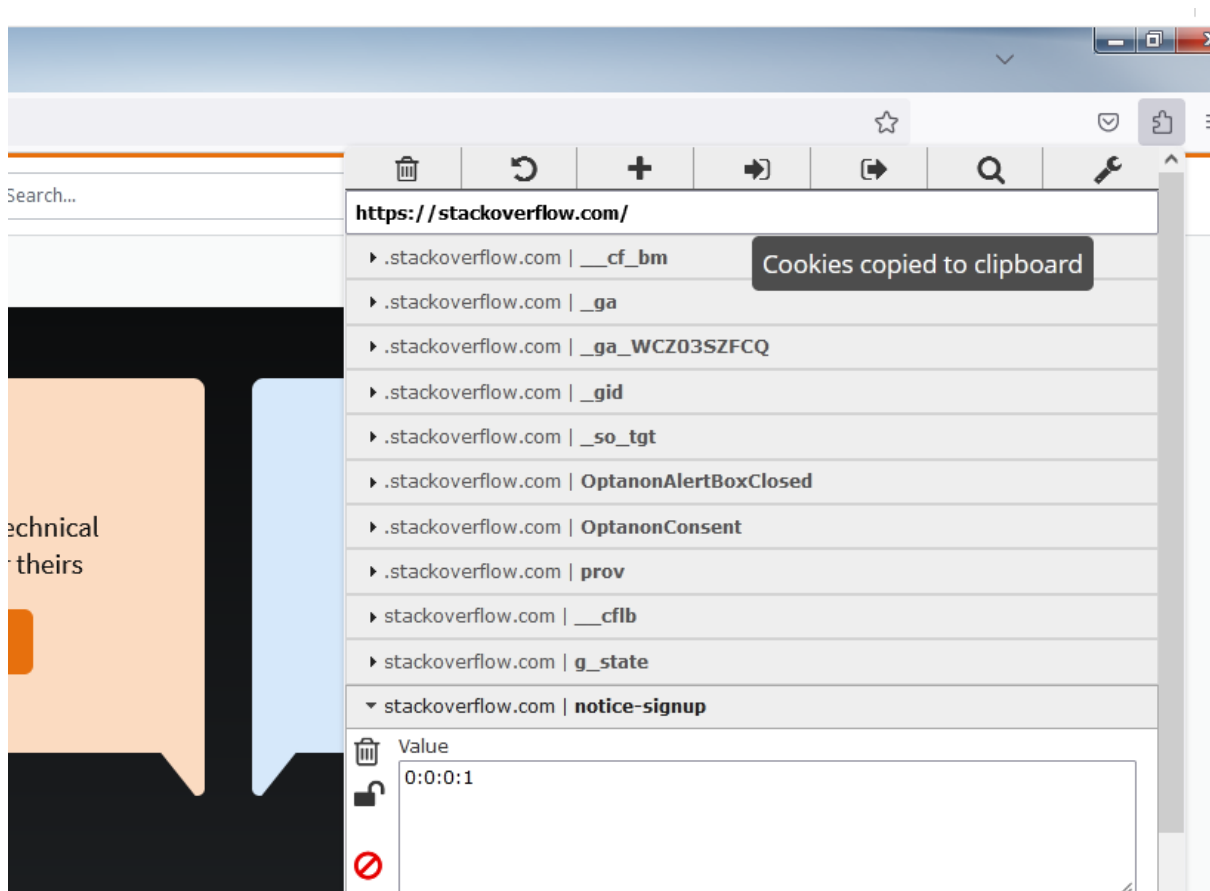 Search...
https://stackoverflow.com/
.stackoverflow.com | __cf_bm
Cookies copied to clipboard
.stackoverflow.com | _ga
.stackoverflow.com | _ga_WCZ03SZFCQ
.stackoverflow.com | _gid
.stackoverflow.com | _so_tgt
.stackoverflow.com | OptanonAlertBoxClosed
echnical
.stackoverflow.com | OptanonConsent
theirs
.stackoverflow.com | prov
stackoverflow.com | __cflb
stackoverflow.com | g_state
stackoverflow.com | notice-signup
Value
0:0:0:1